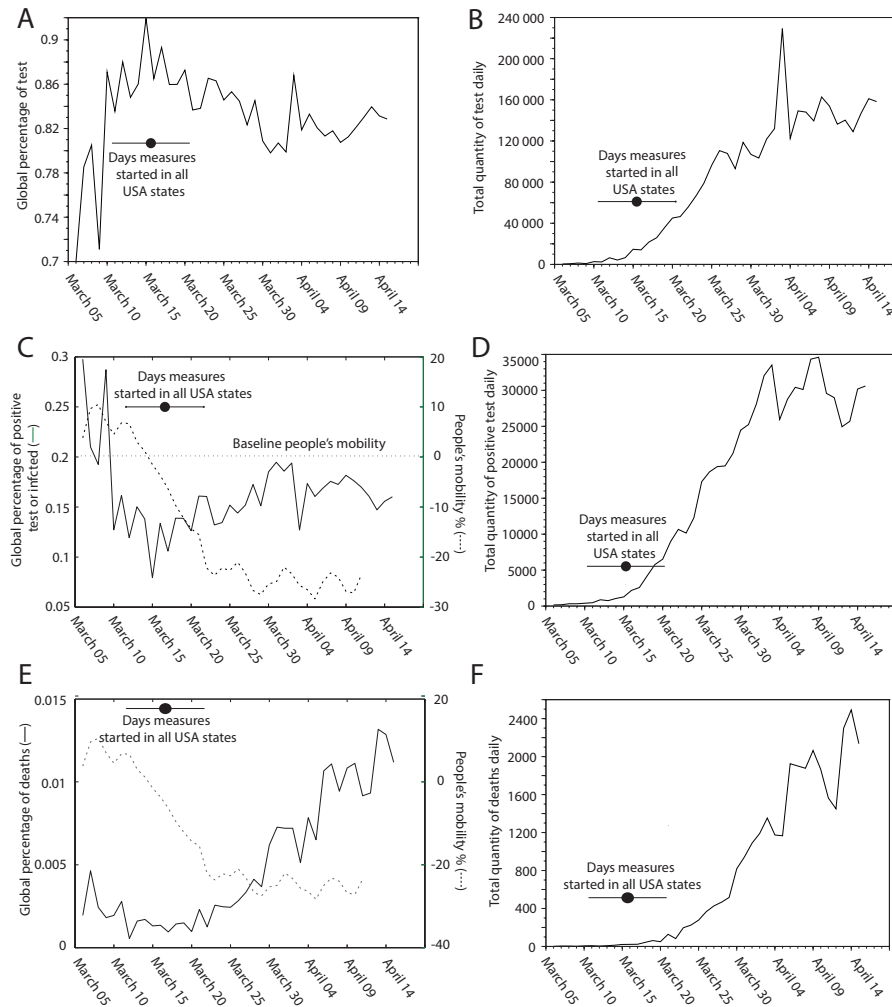 A
Global percentage of test
0.9
0.86
0.82
0.78
0.74
0.7
Days measures
started in all
USA states
March 05
March 10
March 15
March 20
March 25
March 30
April 04
April 09
April 14
B
Total quantity of test daily
240 000
200 000
160 000
120 000
80 000
40 000
0
Days measures
started in all
USA states
March 05
March 10
March 15
March 20
March 25
March 30
April 04
April 09
April 14
C
Global percentage of positive
test or infcted (—)
0.3
0.25
0.2
0.15
0.1
0.05
Days measures
started in all USA states
Baseline people's mobility
20
10
0
-10
-20
-30
People's mobility % (---)
March 05
March 10
March 15
March 20
March 25
March 30
April 04
April 09
April 14
D
Total quantity of positive test daily
35000
30000
25000
20000
15000
10000
5000
0
Days measures
started in all
USA states
March 05
March 10
March 15
March 20
March 25
March 30
April 04
April 09
April 14
E
Global percentage of deaths (—)
0.015
0.01
0.005
0
Days measures
started in all USA states
20
0
-20
-40
People's mobility % (---)
March 05
March 10
March 15
March 20
March 25
March 30
April 04
April 09
April 14
F
Total quantity of deaths daily
2400
2000
1600
1200
800
400
0
Days measures
started in all USA states
March 05
March 10
March 15
March 20
March 25
March 30
April 04
April 09
April 14